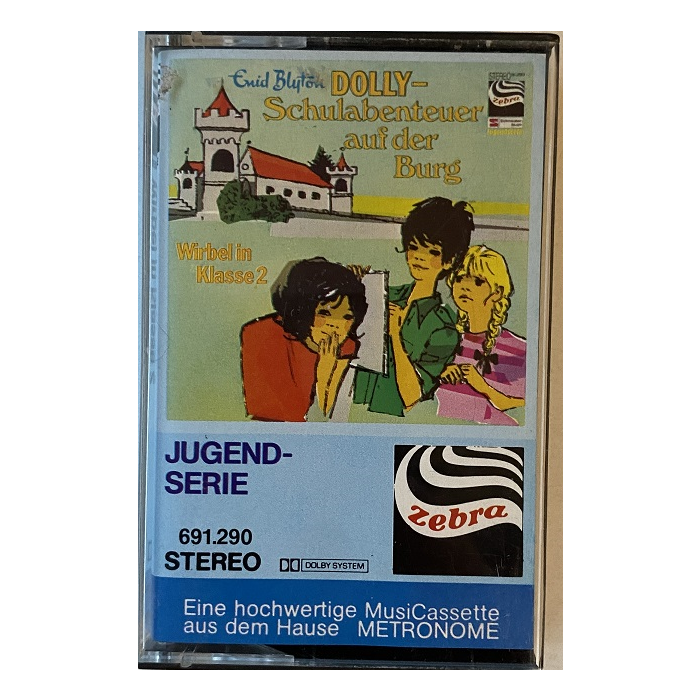 Enid Blyton DOLLY-
Schulabenteuer
auf der
Burg
zebra
Wirbel in
Klasse 2
JUGEND-
SERIE
zebra
691.290
STEREO DOLBY SYSTEM
Eine hochwertige MusiCassette
aus dem Hause METRONOME